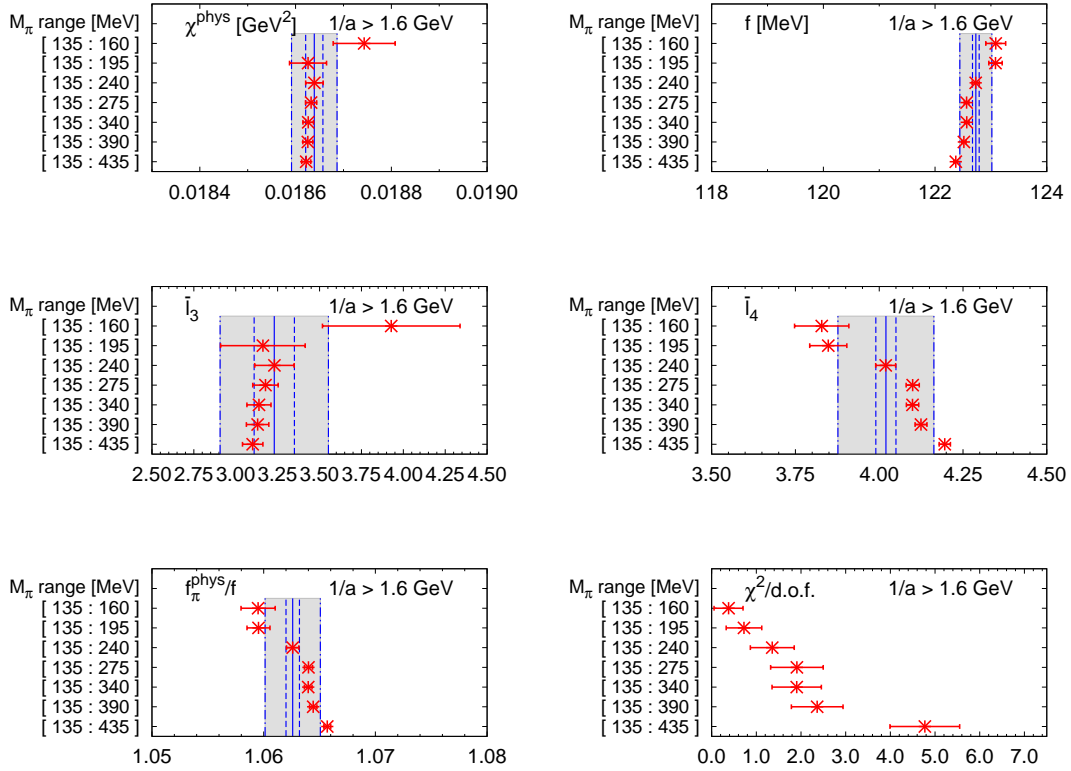 M_π range [MeV] χ^phys [GeV²] 1/a > 1.6 GeV
[ 135 : 160]
[ 135 : 195]
[ 135 : 240]
[ 135 : 275]
[ 135 : 340]
[ 135 : 390]
[ 135 : 435]
0.0184 0.0186 0.0188 0.0190
M_π range [MeV] f [MeV] 1/a > 1.6 GeV
[ 135 : 160]
[ 135 : 195]
[ 135 : 240]
[ 135 : 275]
[ 135 : 340]
[ 135 : 390]
[ 135 : 435]
118 120 122 124
M_π range [MeV] l̄_3 1/a > 1.6 GeV
[ 135 : 160]
[ 135 : 195]
[ 135 : 240]
[ 135 : 275]
[ 135 : 340]
[ 135 : 390]
[ 135 : 435]
2.50 2.75 3.00 3.25 3.50 3.75 4.00 4.25 4.50
M_π range [MeV] l̄_4 1/a > 1.6 GeV
[ 135 : 160]
[ 135 : 195]
[ 135 : 240]
[ 135 : 275]
[ 135 : 340]
[ 135 : 390]
[ 135 : 435]
3.50 3.75 4.00 4.25 4.50
M_π range [MeV] f_π^phys/f 1/a > 1.6 GeV
[ 135 : 160]
[ 135 : 195]
[ 135 : 240]
[ 135 : 275]
[ 135 : 340]
[ 135 : 390]
[ 135 : 435]
1.05 1.06 1.07 1.08
M_π range [MeV] χ²/d.o.f. 1/a > 1.6 GeV
[ 135 : 160]
[ 135 : 195]
[ 135 : 240]
[ 135 : 275]
[ 135 : 340]
[ 135 : 390]
[ 135 : 435]
0.0 1.0 2.0 3.0 4.0 5.0 6.0 7.0